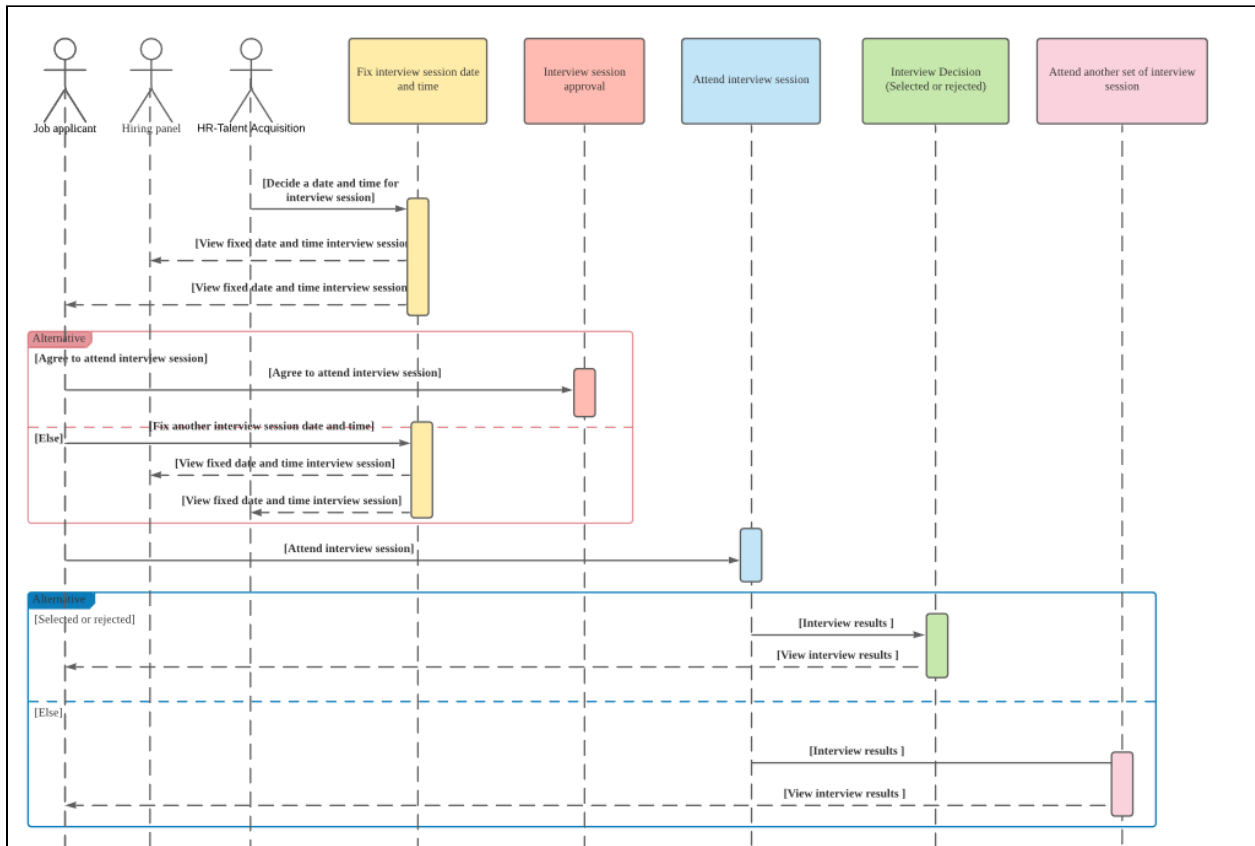 Fix interview session date
and time
Interview session
approval
Attend interview session
Interview Decision
(Selected or rejected)
Attend another set of interview
session
Job applicant
Hiring panel
HR-Talent Acquisition
[Decide a date and time for
interview session]
[View fixed date and time interview session
[View fixed date and time interview session
Alternative
[Agree to attend interview session]
[Agree to attend interview session]
[Fix another interview session date and time]
[Else]
[View fixed date and time interview session]
[View fixed date and time interview session]
[Attend interview session]
Alternative
[Selected or rejected]
[Interview results ]
[View interview results ]
[Else]
[Interview results ]
[View interview results ]